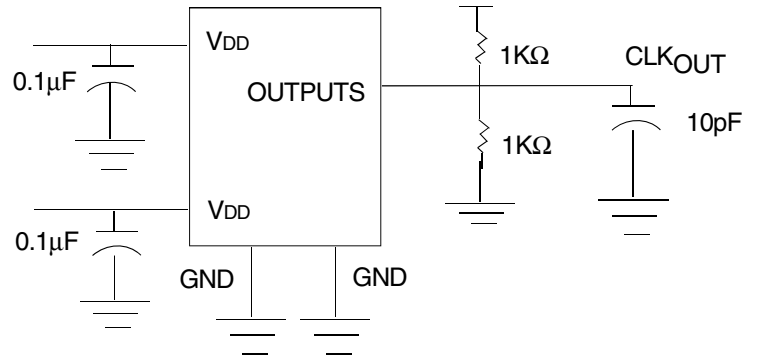 VDD
0.1µF
OUTPUTS
1KΩ
CLKOUT
10pF
1KΩ
VDD
0.1µF
GND
GND